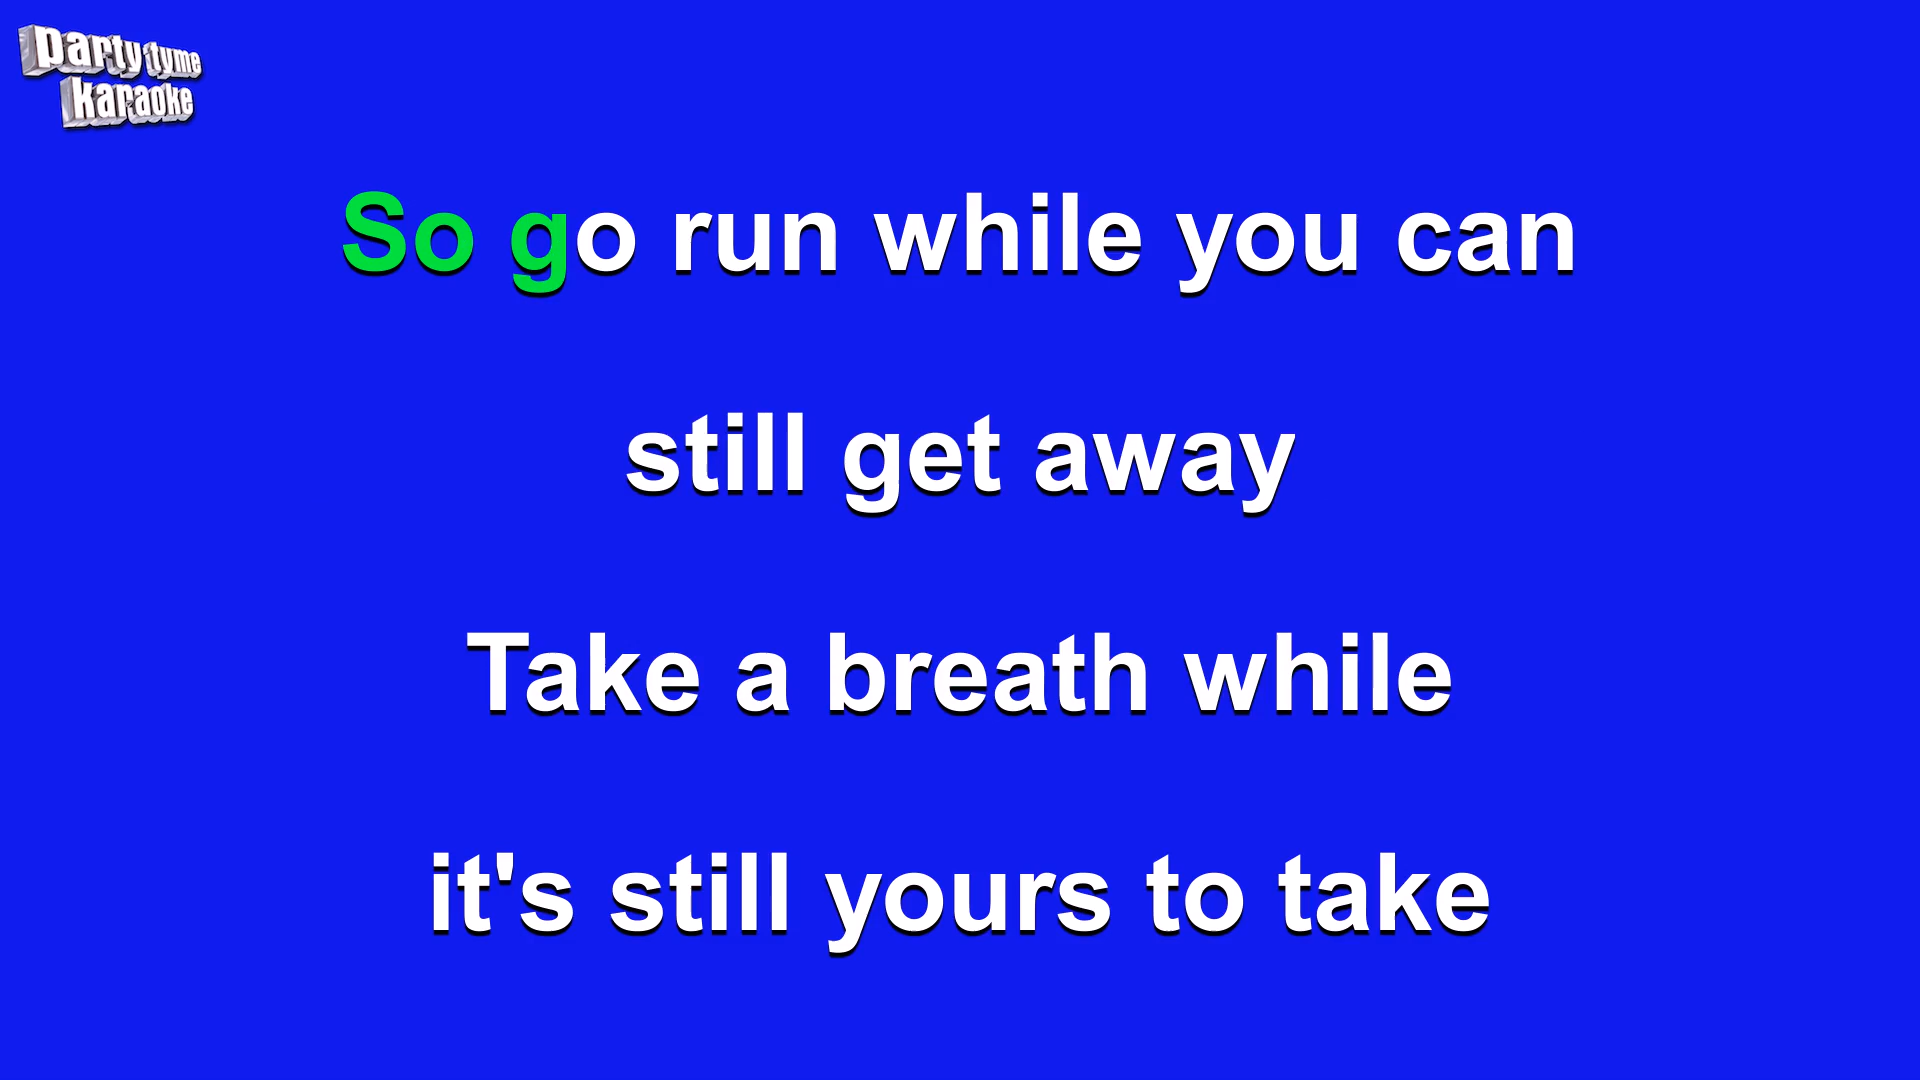 party tyme
karaoke
So go run while you can
still get away
Take a breath while
it's still yours to take